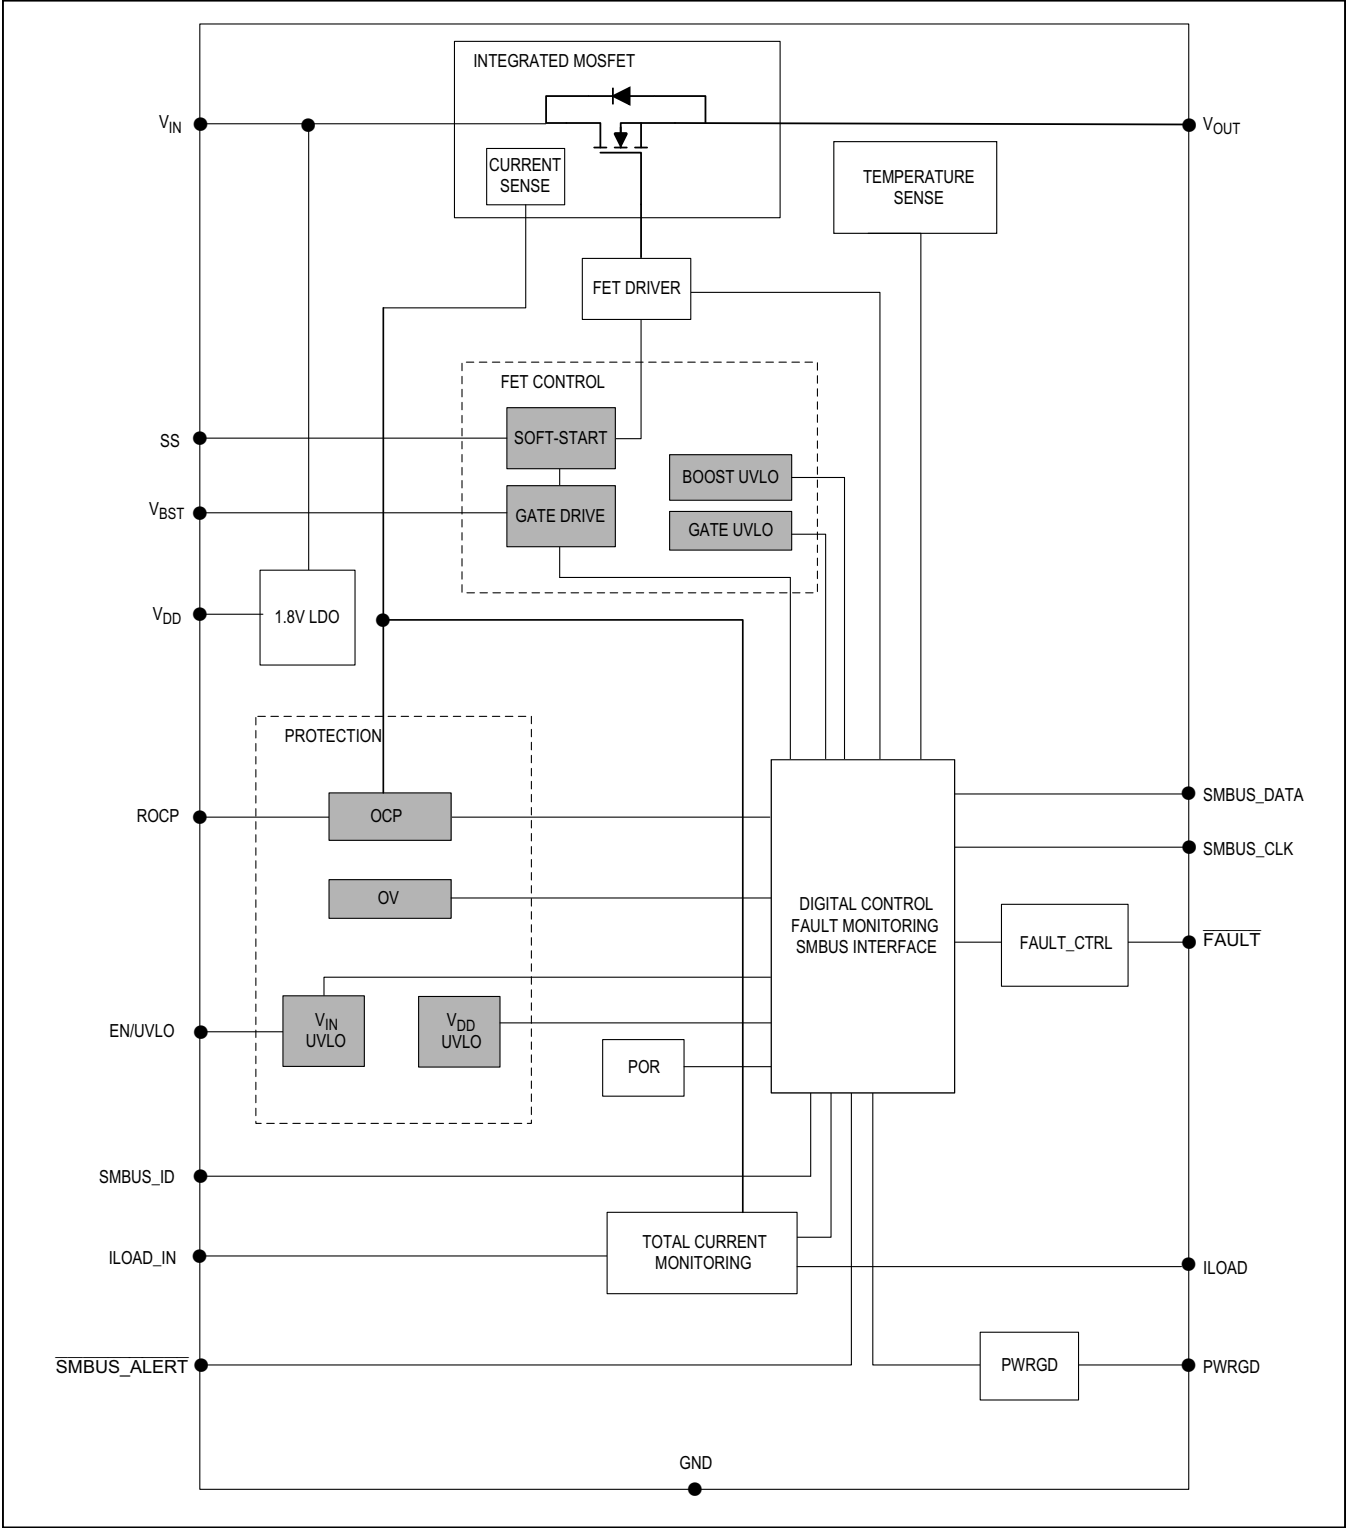 INTEGRATED MOSFET
VIN
VOUT
CURRENT
SENSE
TEMPERATURE
SENSE
FET DRIVER
FET CONTROL
SS
SOFT-START
BOOST UVLO
VBST
GATE DRIVE
GATE UVLO
VDD
1.8V LDO
PROTECTION
ROCP
OCP
SMBUS_DATA
SMBUS_CLK
OV
DIGITAL CONTROL
FAULT MONITORING
SMBUS INTERFACE
FAULT_CTRL
FAULT
EN/UVLO
VIN
UVLO
VDD
UVLO
POR
SMBUS_ID
TOTAL CURRENT
MONITORING
ILOAD_IN
ILOAD
SMBUS_ALERT
PWRGD
PWRGD
GND